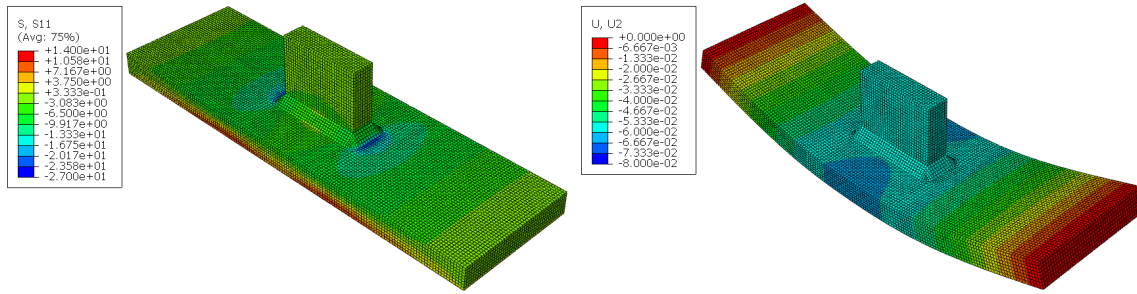 S, S11
(Avg: 75%)
+1.400e+01
+1.058e+01
+7.167e+00
+3.750e+00
+3.333e-01
-3.083e+00
-6.500e+00
-9.917e+00
-1.333e+01
-1.675e+01
-2.017e+01
-2.358e+01
-2.700e+01
U, U2
+0.000e+00
-6.667e-03
-1.333e-02
-2.000e-02
-2.667e-02
-3.333e-02
-4.000e-02
-4.667e-02
-5.333e-02
-6.000e-02
-6.667e-02
-7.333e-02
-8.000e-02